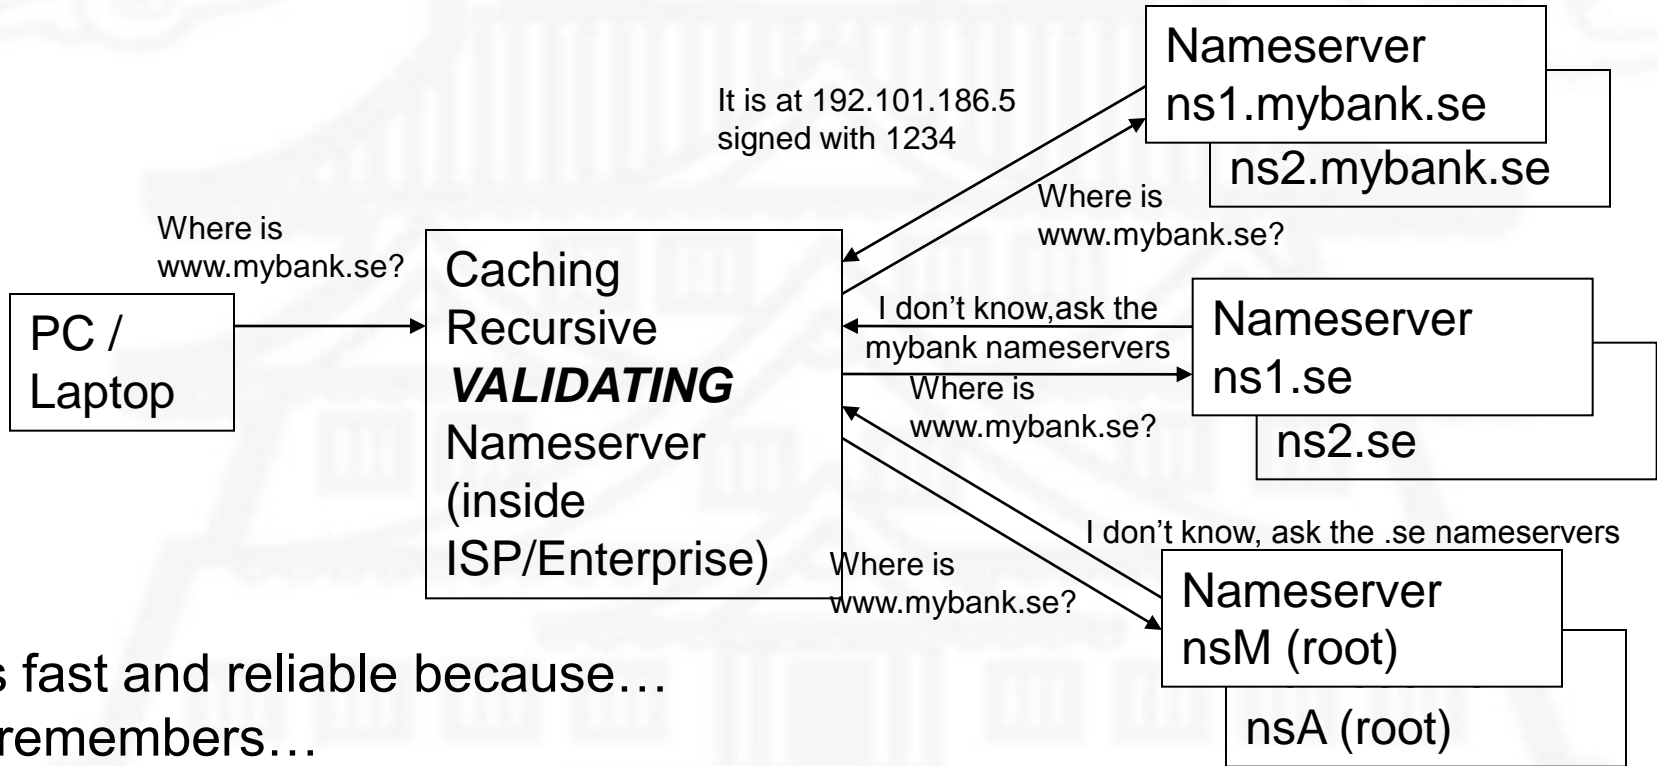 Nameserver
ns1.mybank.se
ns2.mybank.se
It is at 192.101.186.5
signed with 1234
Where is
www.mybank.se?
Where is
www.mybank.se?
PC /
Laptop
Caching
Recursive
VALIDATING
Nameserver
(inside
ISP/Enterprise)
I don’t know,ask the
mybank nameservers
Where is
www.mybank.se?
Nameserver
ns1.se
ns2.se
I don’t know, ask the .se nameservers
Where is
www.mybank.se?
Nameserver
nsM (root)
nsA (root)
s fast and reliable because…
remembers…